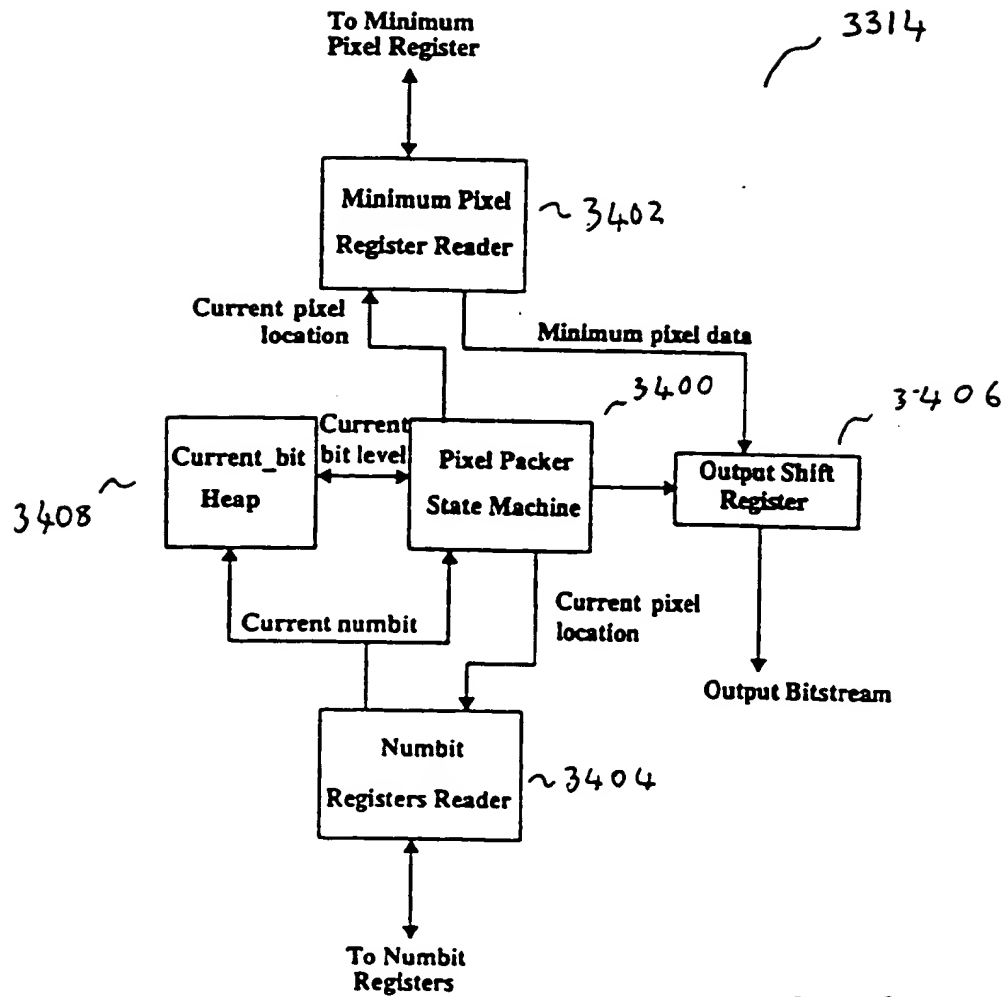 To Minimum
Pixel Register
3314
Minimum Pixel
Register Reader
3402
Current pixel
location
Minimum pixel data
3400
3406
Current_bit
Heap
Current
bit level
Pixel Packer
State Machine
Output Shift
Register
3408
Current numbit
Current pixel
location
Output Bitstream
Numbit
Registers Reader
3404
To Numbit
Registers